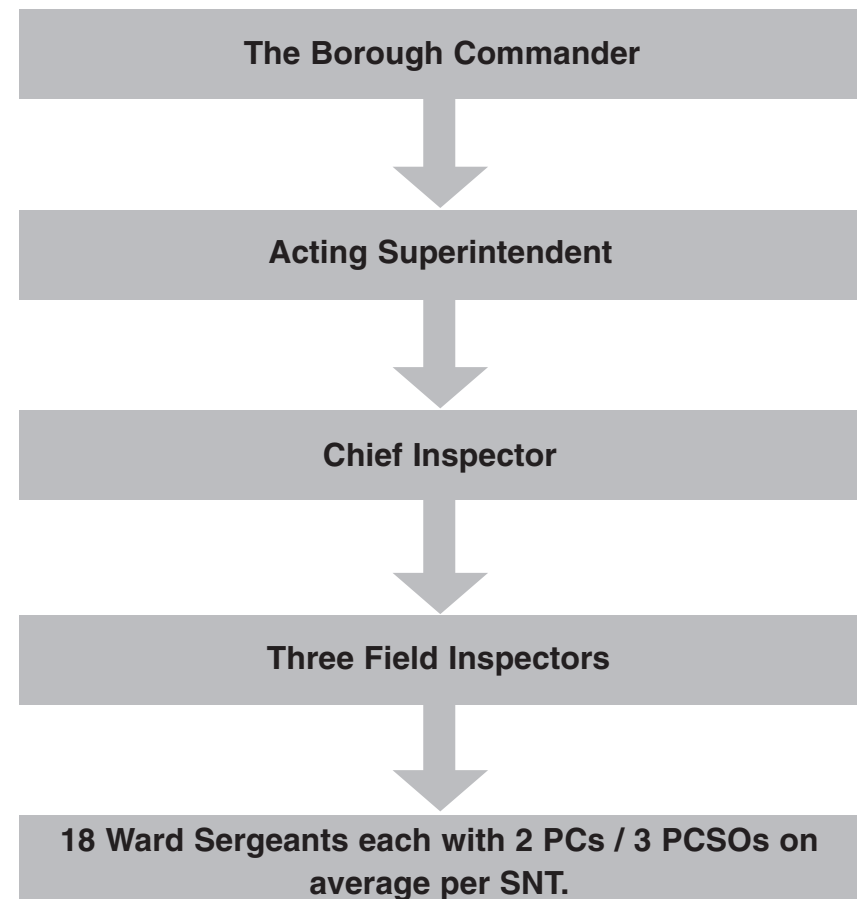 The Borough Commander
Acting Superintendent
Chief Inspector
Three Field Inspectors
18 Ward Sergeants each with 2 PCs / 3 PCSOs on
average per SNT.